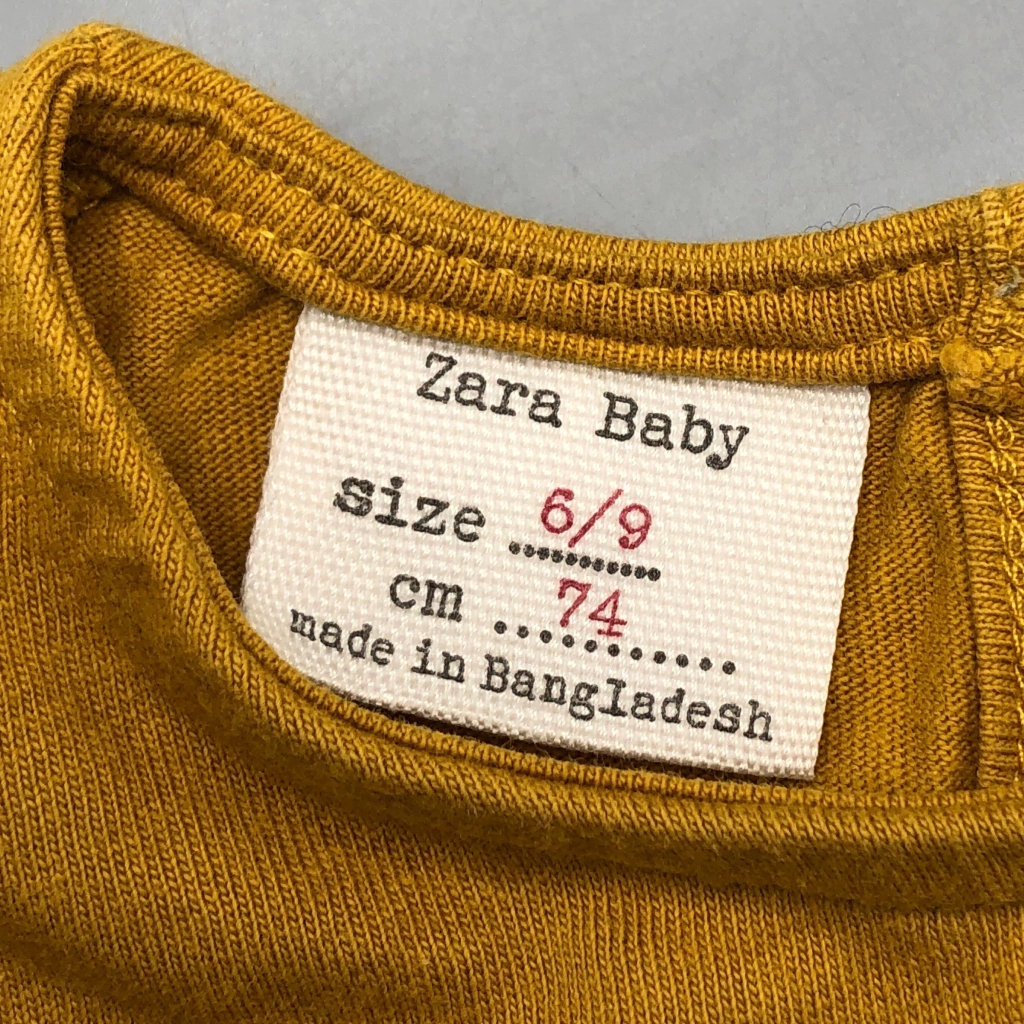 Zara Baby
size 6/9
cm 74
made in Bangladesh